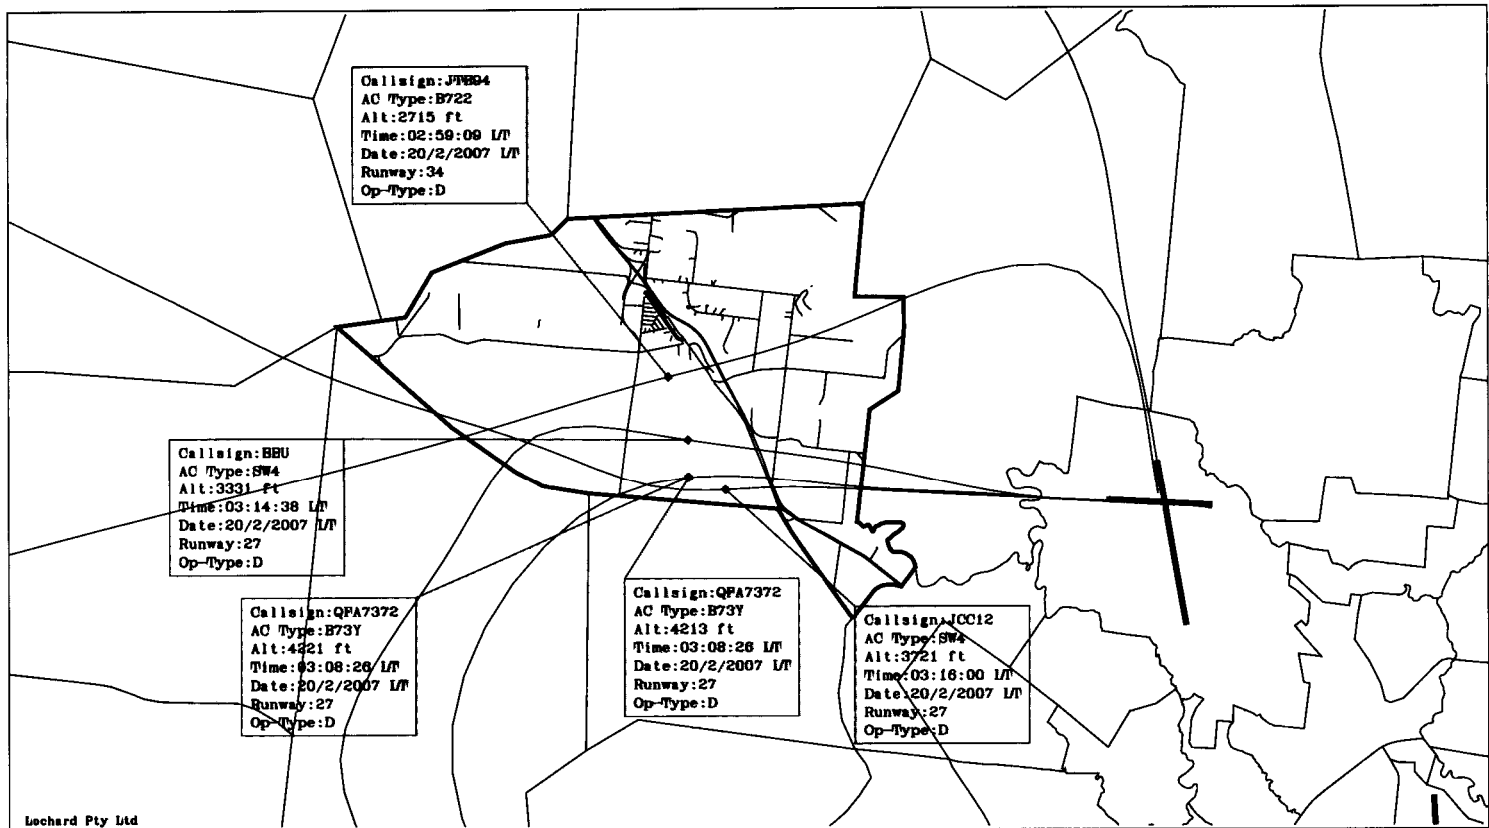 Callsign:JTE94
AC Type:B722
Alt:2715 ft
Time:02:59:09 LT
Date:20/2/2007 LT
Runway:34
Op-Type:D
Callsign:BBU
AC Type:SW4
Alt:3331 ft
Time:03:14:38 LT
Date:20/2/2007 LT
Runway:27
Op-Type:D
Callsign:QFA7372
AC Type:B73Y
Alt:4221 ft
Time:03:08:26 LT
Date:20/2/2007 LT
Runway:27
Op-Type:D
Callsign:QFA7372
AC Type:B73Y
Alt:4213 ft
Time:03:08:26 LT
Date:20/2/2007 LT
Runway:27
Op-Type:D
Callsign:JCC12
AC Type:SW4
Alt:3721 ft
Time:03:16:00 LT
Date:20/2/2007 LT
Runway:27
Op-Type:D
Lochard Pty Ltd